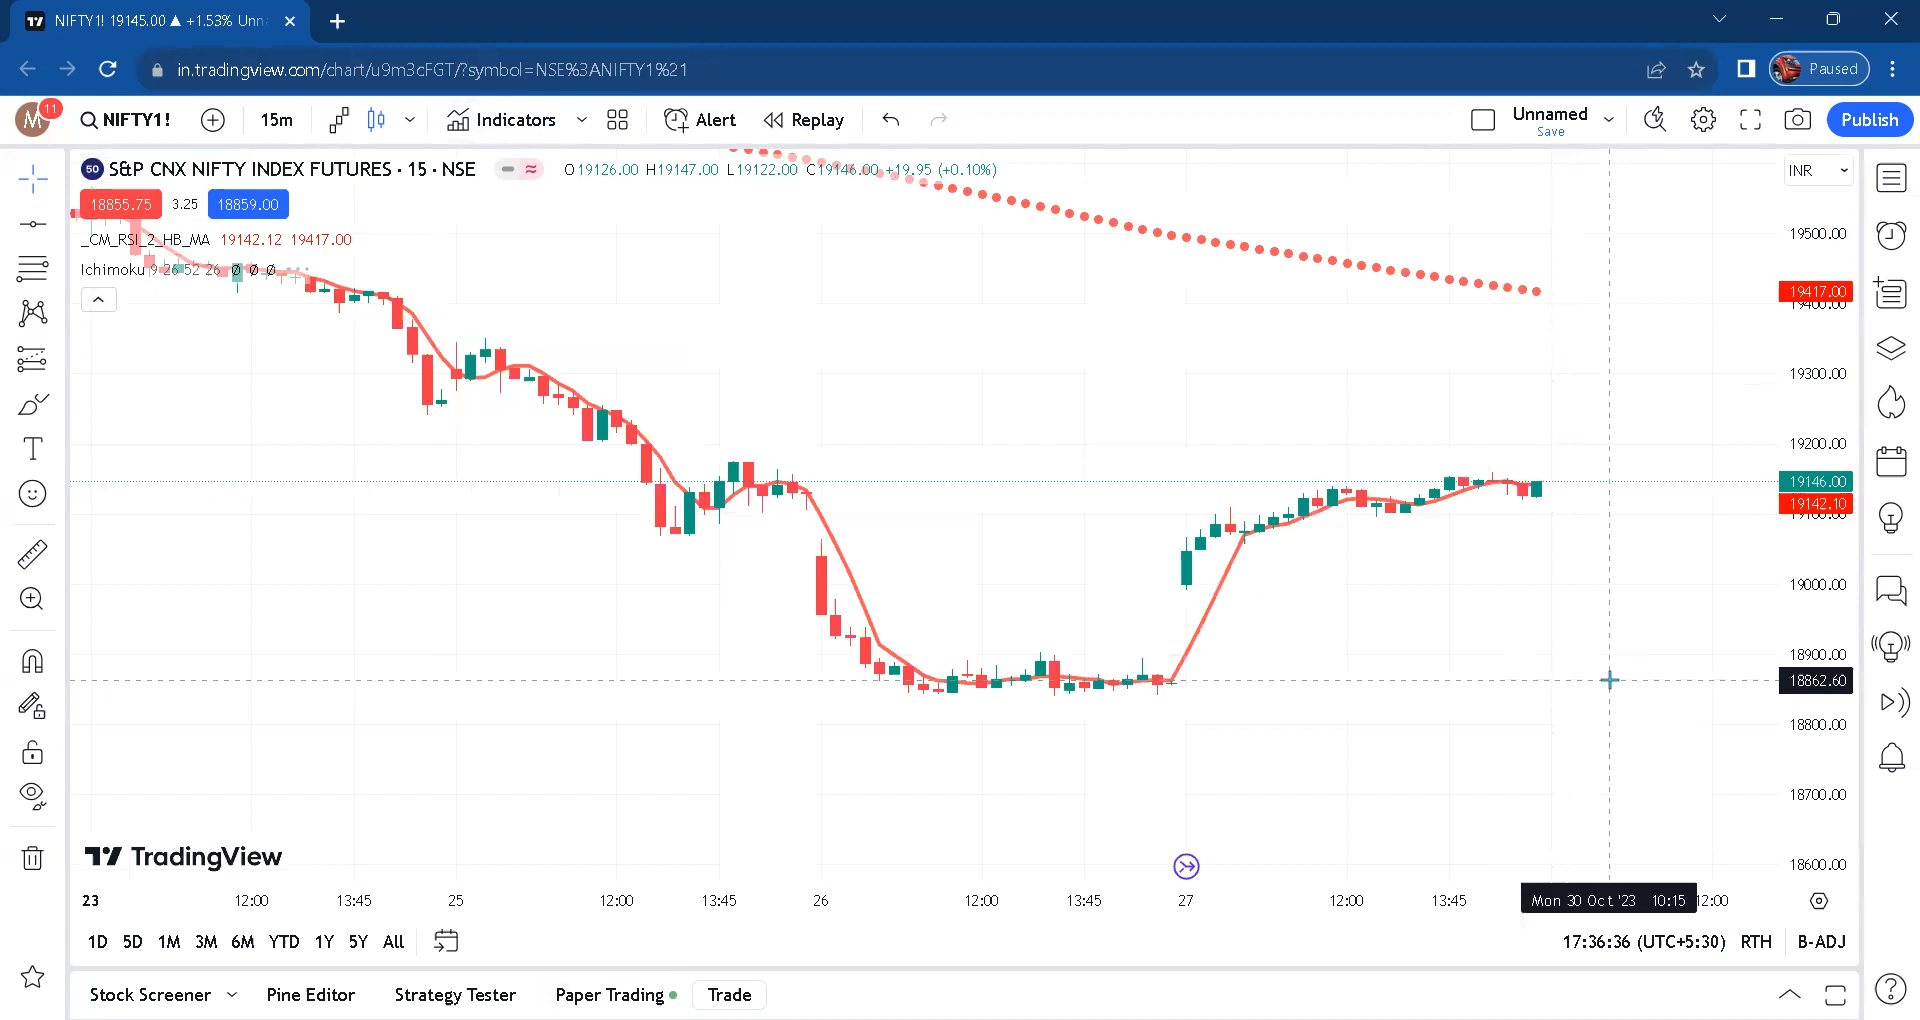 NIFTY1! 19145.00 ▲ +1.53% Unn
in.tradingview.com/chart/u9m3cFGT/?symbol=NSE%3ANIFTY1%21
Paused
M 11
NIFTY1! 15m Indicators Alert Replay Unnamed Save Publish
50 S&P CNX NIFTY INDEX FUTURES · 15 · NSE O19126.00 H19147.00 L19122.00 C19146.00 +19.95 (+0.10%) INR
18855.75 3.25 18859.00
_CM_RSI_2_HB_MA 19142.12 19417.00
Ichimoku 9 26 52 26 Ø Ø Ø
19500.00
19417.00
19400.00
19300.00
19200.00
19146.00
19142.10
19100.00
19000.00
18900.00
18862.60
18800.00
18700.00
18600.00
TradingView
23 12:00 13:45 25 12:00 13:45 26 12:00 13:45 27 12:00 13:45 Mon 30 Oct '23 10:15 12:00
1D 5D 1M 3M 6M YTD 1Y 5Y All 17:36:36 (UTC+5:30) RTH B-ADJ
Stock Screener Pine Editor Strategy Tester Paper Trading Trade